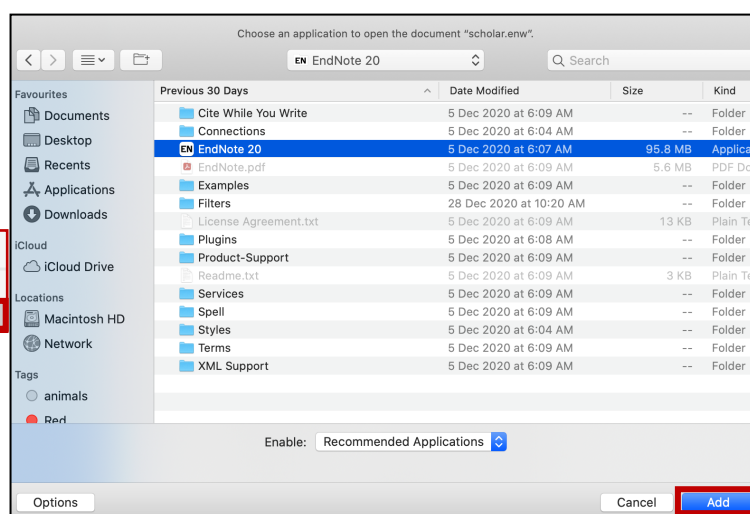 Choose an application to open the document “scholar.enw”.
EN EndNote 20
Search
Favourites
Documents
Desktop
Recents
Applications
Downloads
iCloud
iCloud Drive
Locations
Macintosh HD
Network
Tags
animals
Red
Previous 30 Days Date Modified Size Kind
Cite While You Write 5 Dec 2020 at 6:09 AM -- Folder
Connections 5 Dec 2020 at 6:04 AM -- Folder
EN EndNote 20 5 Dec 2020 at 6:07 AM 95.8 MB Applica
EndNote.pdf 5 Dec 2020 at 6:09 AM 5.6 MB PDF Do
Examples 5 Dec 2020 at 6:09 AM -- Folder
Filters 28 Dec 2020 at 10:20 AM -- Folder
License Agreement.txt 5 Dec 2020 at 6:09 AM 13 KB Plain Te
Plugins 5 Dec 2020 at 6:08 AM -- Folder
Product-Support 5 Dec 2020 at 6:09 AM -- Folder
Readme.txt 5 Dec 2020 at 6:09 AM 3 KB Plain Te
Services 5 Dec 2020 at 6:09 AM -- Folder
Spell 5 Dec 2020 at 6:09 AM -- Folder
Styles 5 Dec 2020 at 6:04 AM -- Folder
Terms 5 Dec 2020 at 6:09 AM -- Folder
XML Support 5 Dec 2020 at 6:09 AM -- Folder
Enable: Recommended Applications
Options Cancel Add